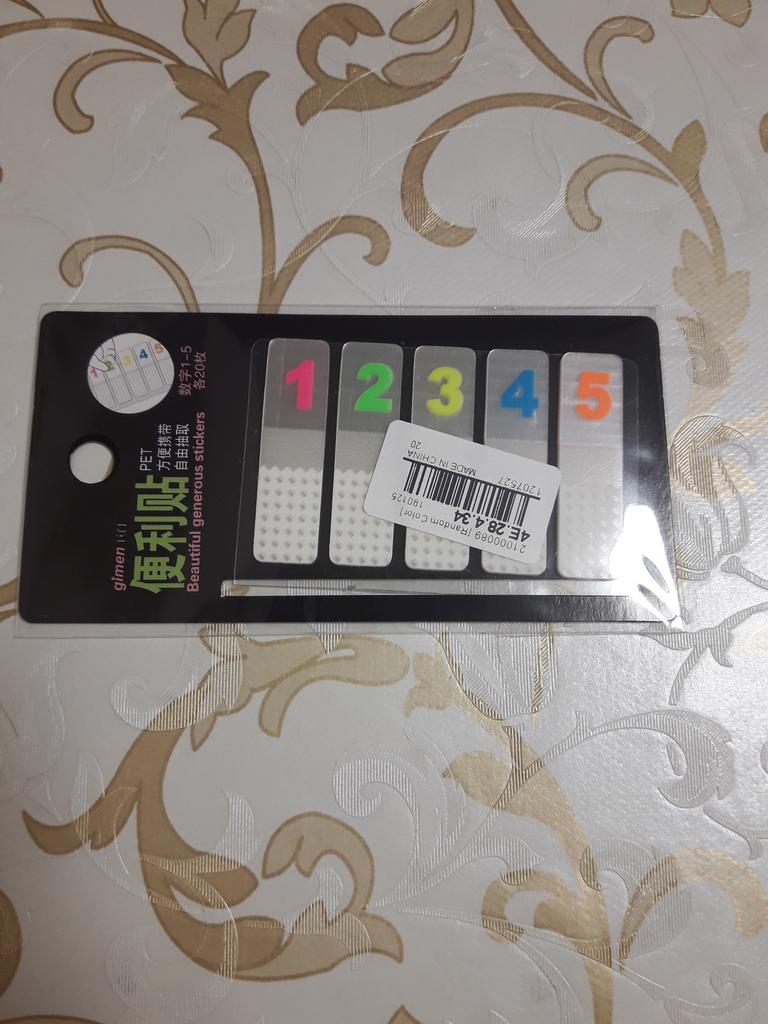 gimen
便利贴 PET
方便携带
自由抽取
Beautiful generous stickers
数字1-5
各20枚
1 2 3 4 5
21000089 [Random Color]
4E.28.4.34
190125
1207527
MADE IN CHINA
20